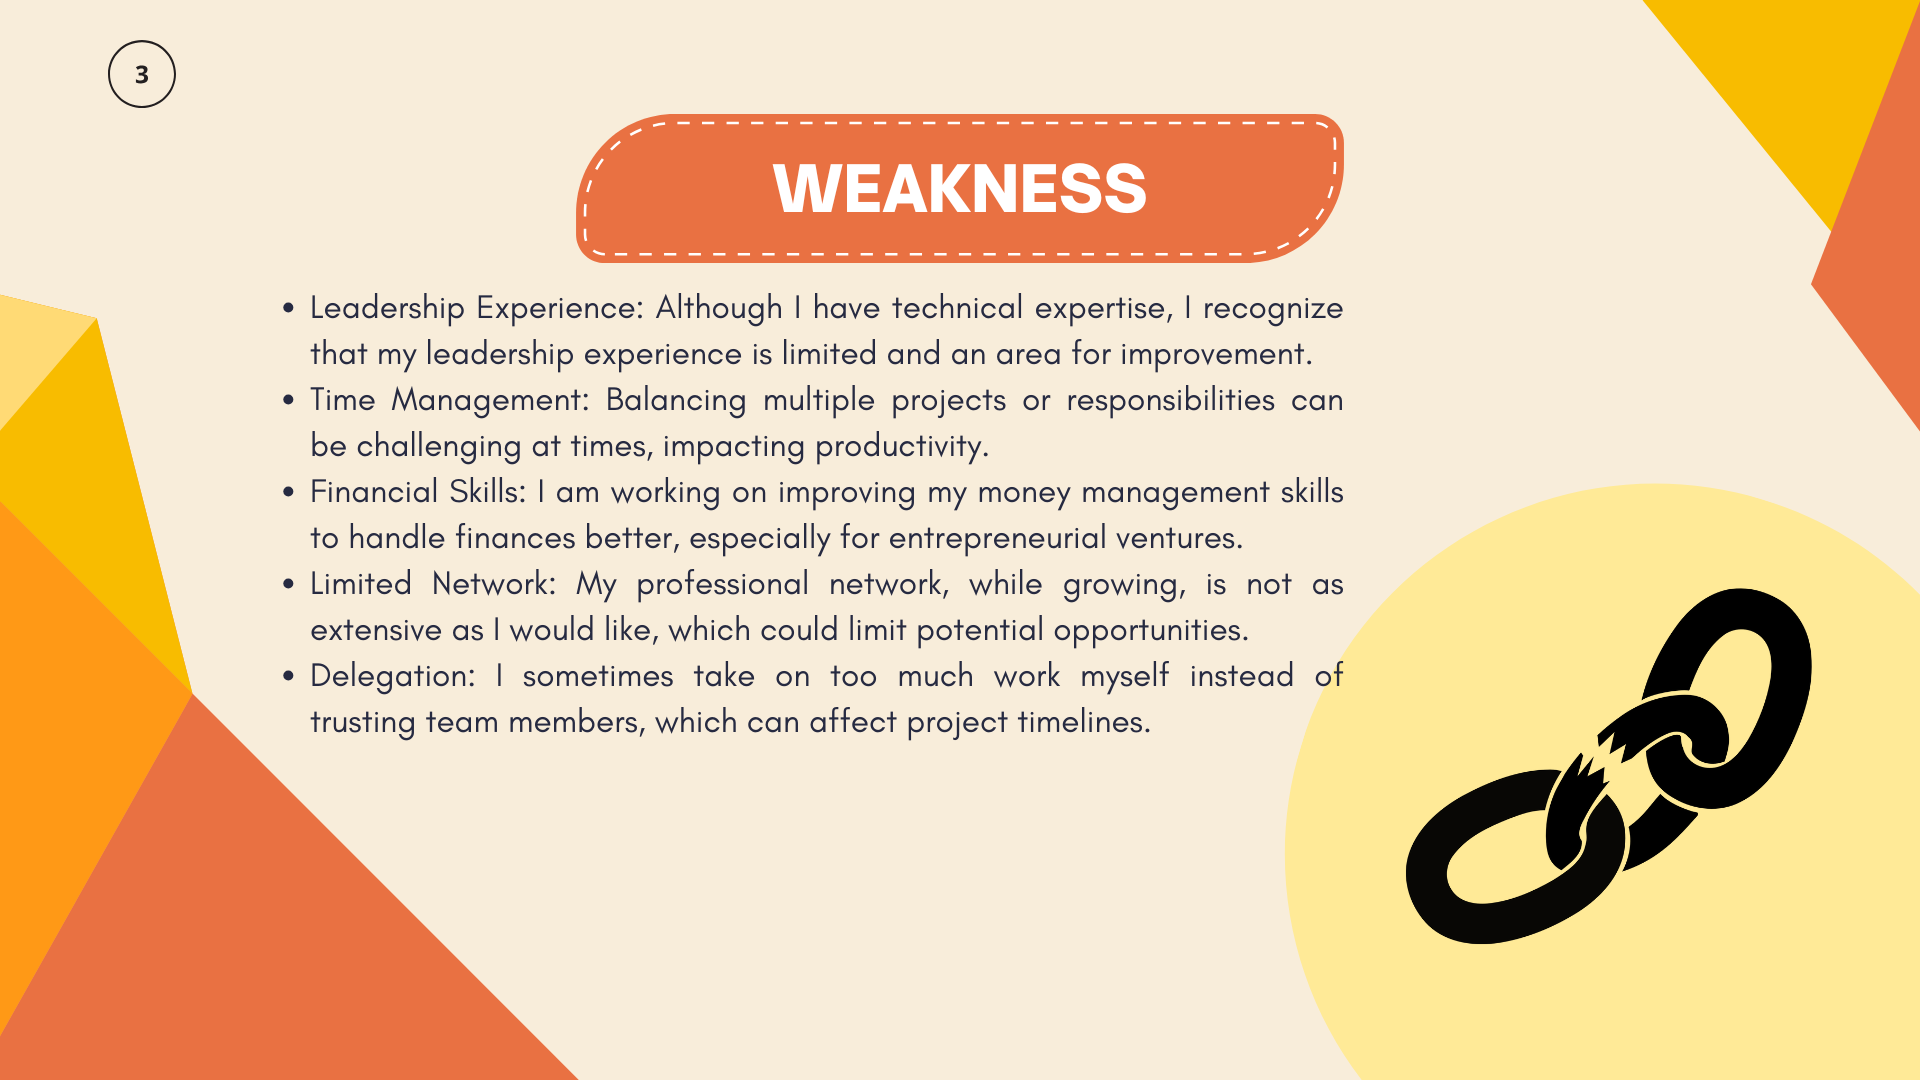 3
WEAKNESS
• Leadership Experience: Although I have technical expertise, I recognize
that my leadership experience is limited and an area for improvement.
• Time Management: Balancing multiple projects or responsibilities can
be challenging at times, impacting productivity.
• Financial Skills: I am working on improving my money management skills
to handle finances better, especially for entrepreneurial ventures.
• Limited Network: My professional network, while growing, is not as
extensive as I would like, which could limit potential opportunities.
• Delegation: I sometimes take on too much work myself instead of
trusting team members, which can affect project timelines.